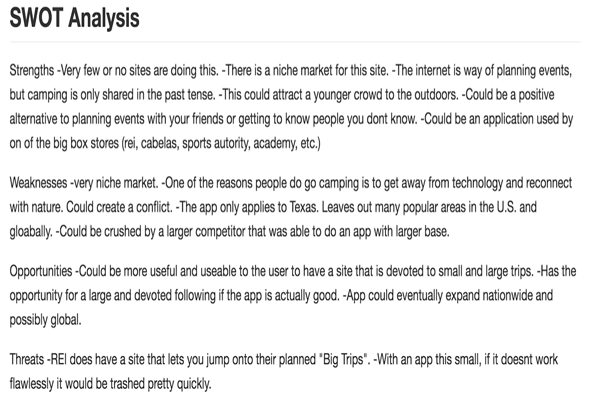 SWOT Analysis
Strengths -Very few or no sites are doing this. -There is a niche market for this site. -The internet is way of planning events,
but camping is only shared in the past tense. -This could attract a younger crowd to the outdoors. -Could be a positive
alternative to planning events with your friends or getting to know people you dont know. -Could be an application used by
on of the big box stores (rei, cabelas, sports autority, academy, etc.)
Weaknesses -very niche market. -One of the reasons people do go camping is to get away from technology and reconnect
with nature. Could create a conflict. -The app only applies to Texas. Leaves out many popular areas in the U.S. and
gloabally. -Could be crushed by a larger competitor that was able to do an app with larger base.
Opportunities -Could be more useful and useable to the user to have a site that is devoted to small and large trips. -Has the
opportunity for a large and devoted following if the app is actually good. -App could eventually expand nationwide and
possibly global.
Threats -REI does have a site that lets you jump onto their planned "Big Trips". -With an app this small, if it doesnt work
flawlessly it would be trashed pretty quickly.